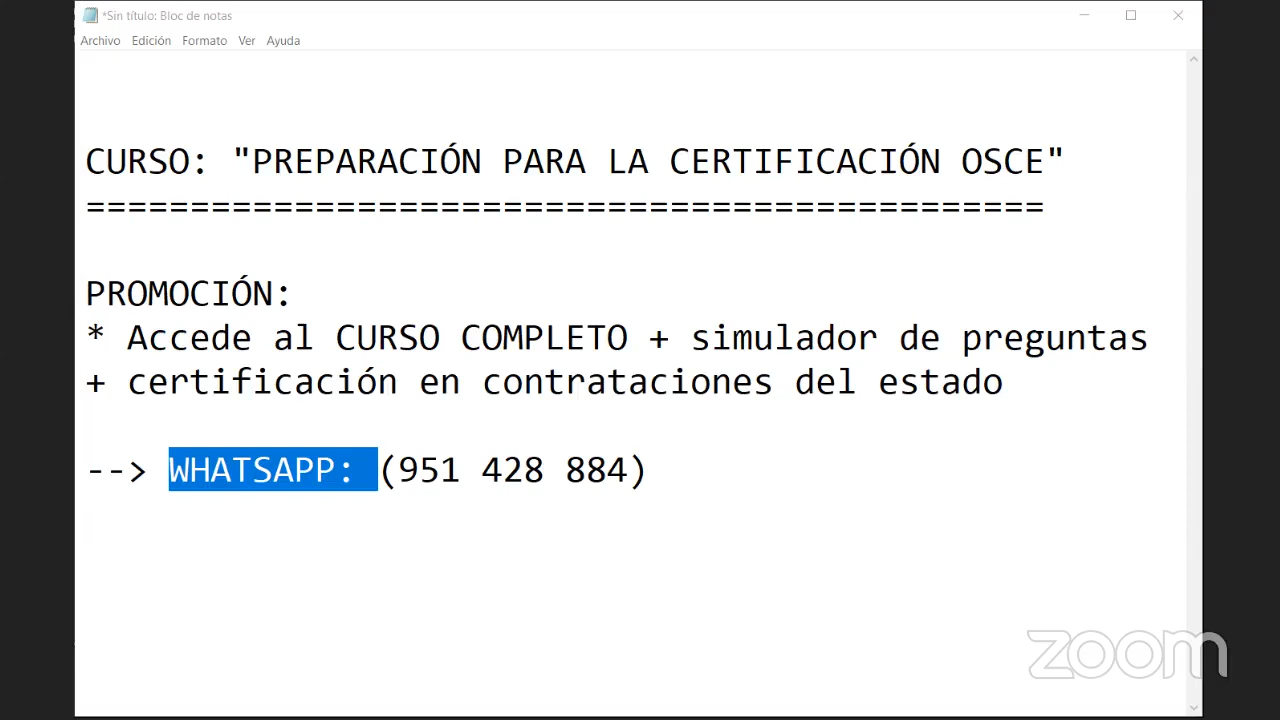 *Sin título: Bloc de notas
Archivo Edición Formato Ver Ayuda
CURSO: "PREPARACIÓN PARA LA CERTIFICACIÓN OSCE"
==============================================
PROMOCIÓN:
* Accede al CURSO COMPLETO + simulador de preguntas
+ certificación en contrataciones del estado
--> WHATSAPP: (951 428 884)
zoom